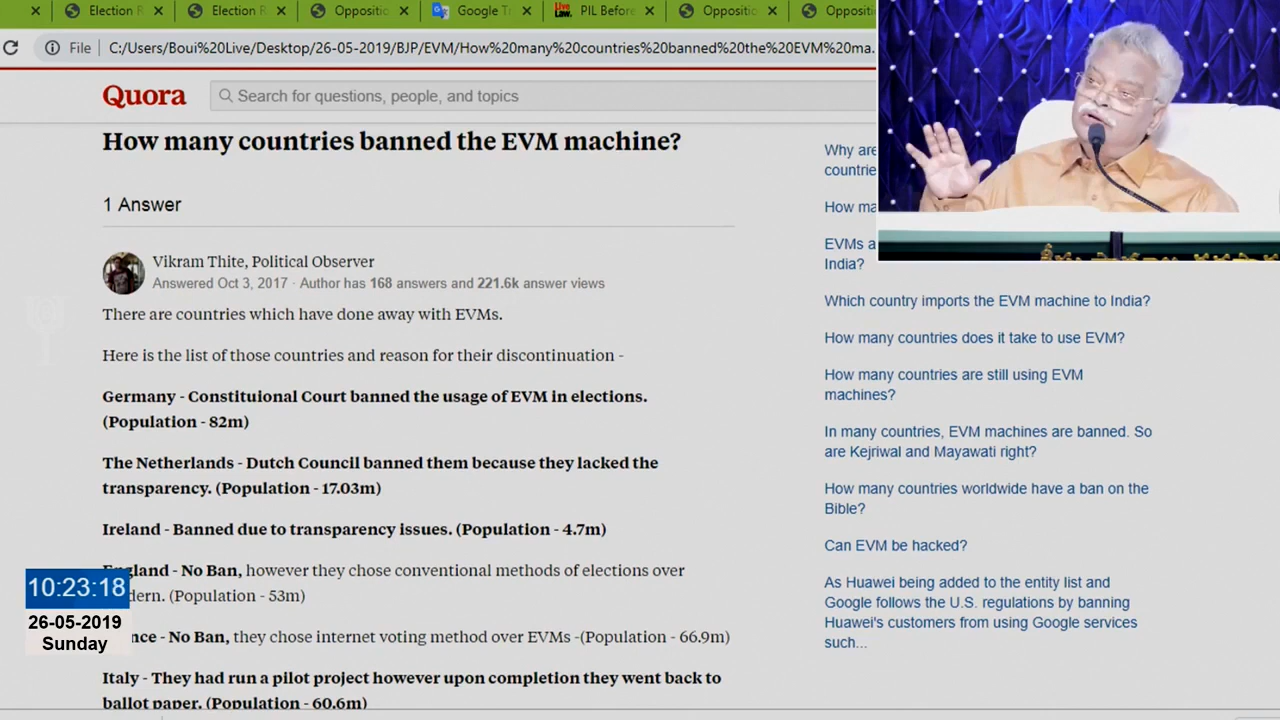 Election R
Election R
Oppositic
Google Tr
Live Law.
PIL Before
Oppositic
Oppositi
File
C:/Users/Boui%20Live/Desktop/26-05-2019/BJP/EVM/How%20many%20countries%20banned%20the%20EVM%20ma.
Quora
Search for questions, people, and topics
How many countries banned the EVM machine?
1 Answer
Vikram Thite, Political Observer
Answered Oct 3, 2017 · Author has 168 answers and 221.6k answer views
There are countries which have done away with EVMs.
Here is the list of those countries and reason for their discontinuation -
Germany - Constituional Court banned the usage of EVM in elections.
(Population - 82m)
The Netherlands - Dutch Council banned them because they lacked the
transparency. (Population - 17.03m)
Ireland - Banned due to transparency issues. (Population - 4.7m)
England - No Ban, however they chose conventional methods of elections over
dern. (Population - 53m)
nce - No Ban, they chose internet voting method over EVMs -(Population - 66.9m)
Italy - They had run a pilot project however upon completion they went back to
ballot paper. (Population - 60.6m)
10:23:18
26-05-2019
Sunday
Why are
countrie
How ma
EVMs a
India?
Which country imports the EVM machine to India?
How many countries does it take to use EVM?
How many countries are still using EVM
machines?
In many countries, EVM machines are banned. So
are Kejriwal and Mayawati right?
How many countries worldwide have a ban on the
Bible?
Can EVM be hacked?
As Huawei being added to the entity list and
Google follows the U.S. regulations by banning
Huawei's customers from using Google services
such...